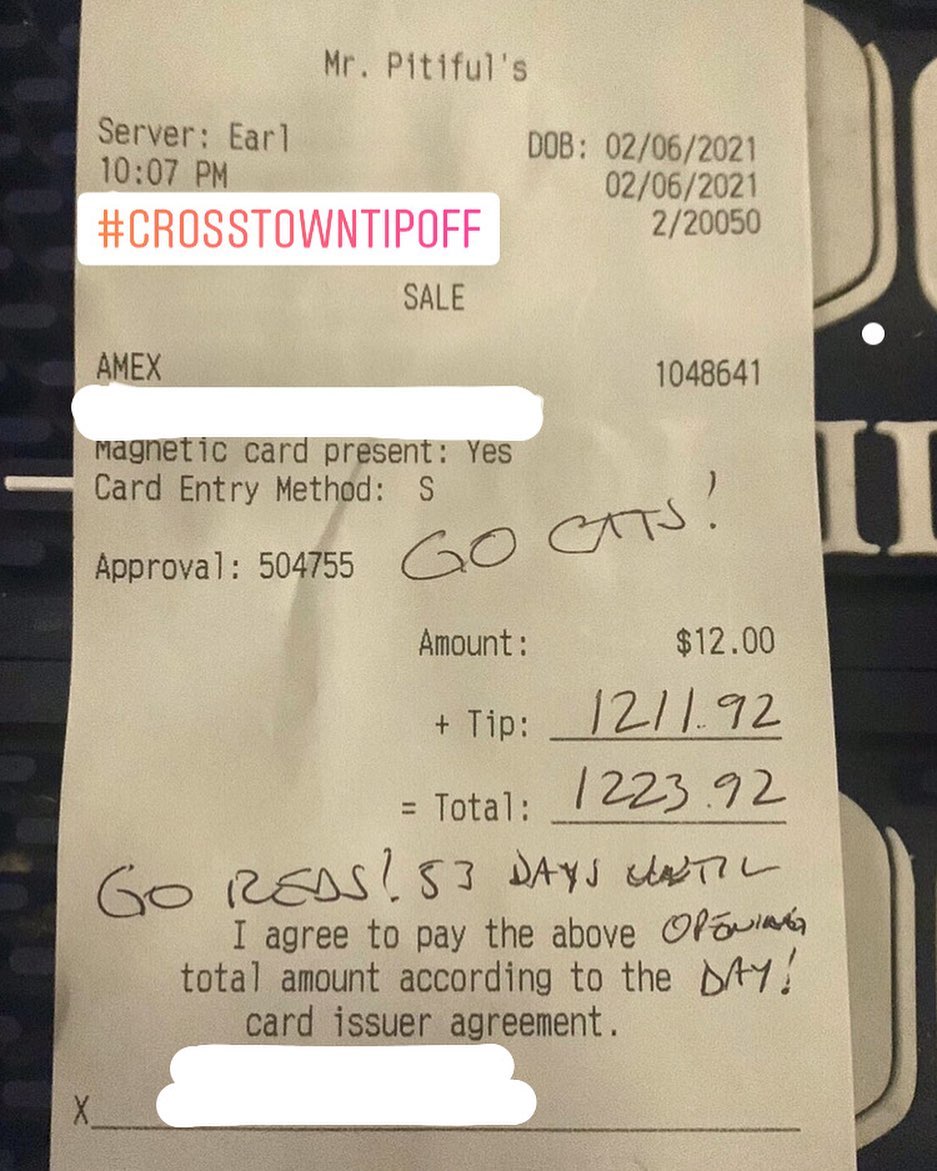 Mr. Pitiful's
Server: Earl DOB: 02/06/2021
10:07 PM 02/06/2021
#CROSSTOWNTIPOFF 2/20050
SALE
AMEX 1048641
Magnetic card present: Yes
Card Entry Method: S
GO CATS!
Approval: 504755
Amount: $12.00
+ Tip: 1211.92
= Total: 1223.92
GO REDS! 53 DAYS UNTIL
I agree to pay the above OPENING
total amount according to the DAY!
card issuer agreement.
X
II